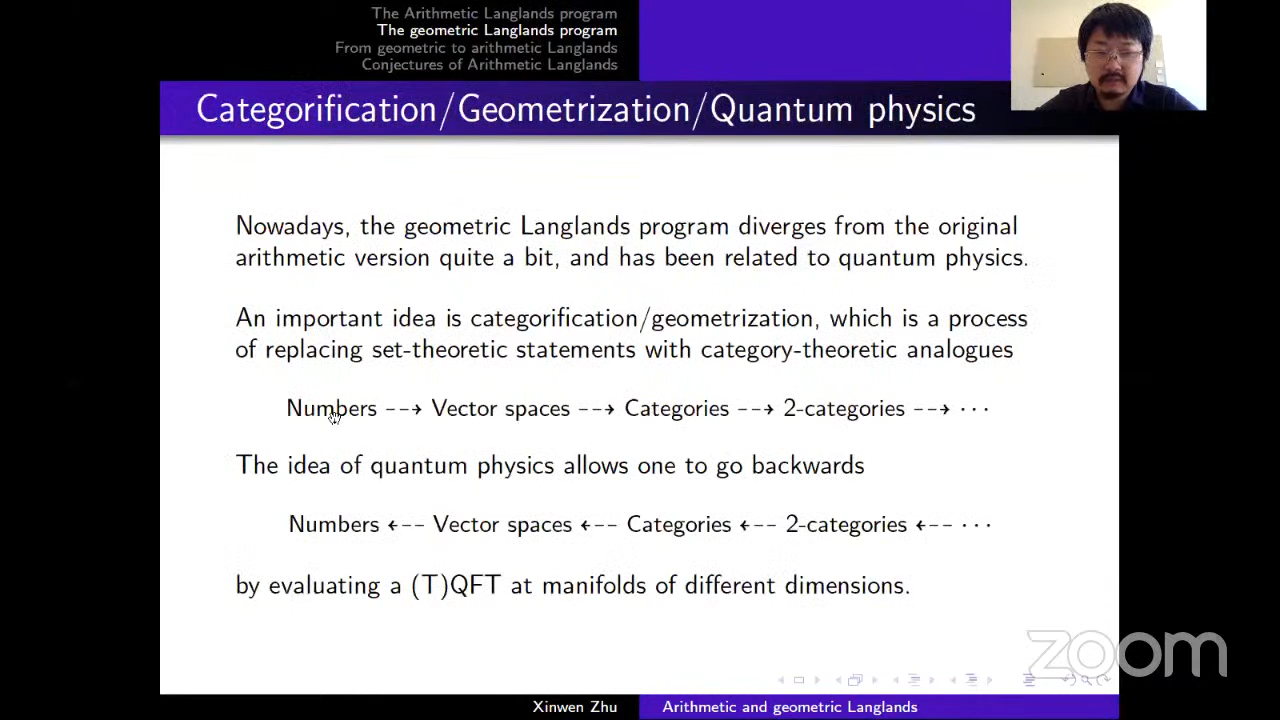 The Arithmetic Langlands program
The geometric Langlands program
From geometric to arithmetic Langlands
Conjectures of Arithmetic Langlands
Categorification/Geometrization/Quantum physics
Nowadays, the geometric Langlands program diverges from the original
arithmetic version quite a bit, and has been related to quantum physics.
An important idea is categorification/geometrization, which is a process
of replacing set-theoretic statements with category-theoretic analogues
Numbers --→ Vector spaces --→ Categories --→ 2-categories --→ ···
The idea of quantum physics allows one to go backwards
Numbers ←-- Vector spaces ←-- Categories ←-- 2-categories ←-- ···
by evaluating a (T)QFT at manifolds of different dimensions.
zoom
Xinwen Zhu
Arithmetic and geometric Langlands